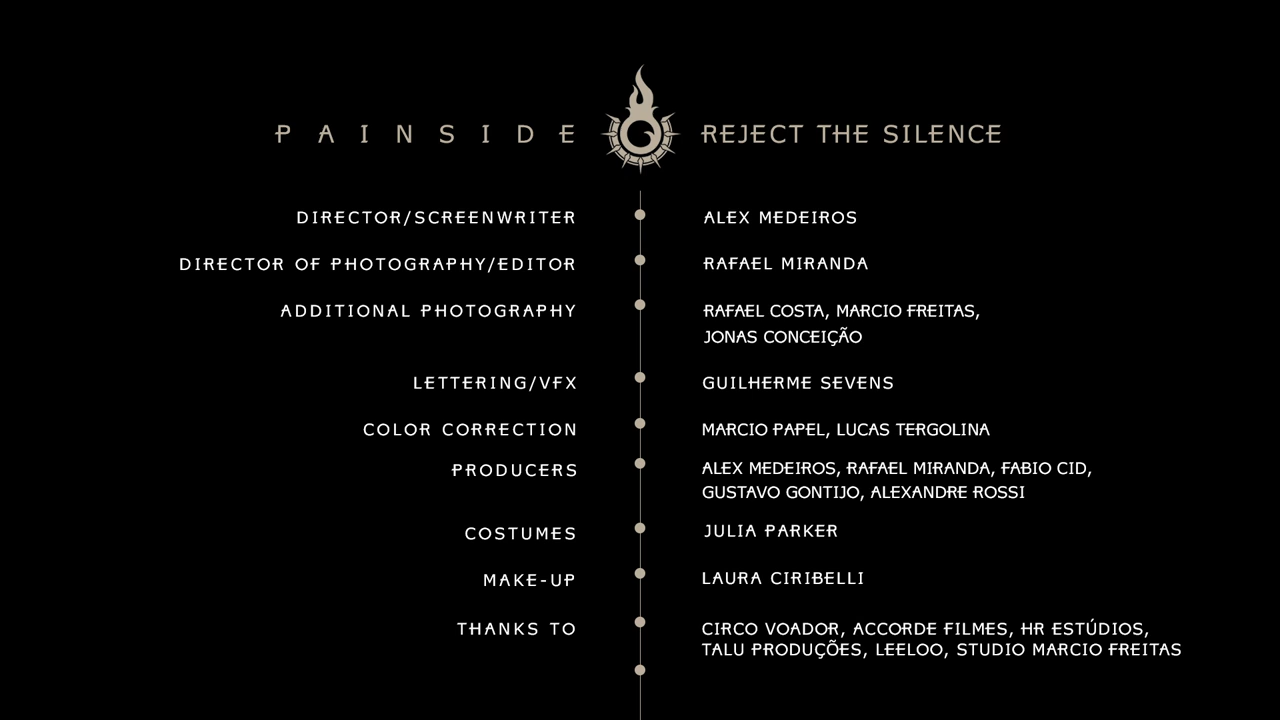 PAINSIDE REJECT THE SILENCE
DIRECTOR/SCREENWRITER ALEX MEDEIROS
DIRECTOR OF PHOTOGRAPHY/EDITOR RAFAEL MIRANDA
ADDITIONAL PHOTOGRAPHY RAFAEL COSTA, MARCIO FREITAS,
JONAS CONCEIÇÃO
LETTERING/VFX GUILHERME SEVENS
COLOR CORRECTION MARCIO PAPEL, LUCAS TERGOLINA
PRODUCERS ALEX MEDEIROS, RAFAEL MIRANDA, FABIO CID,
GUSTAVO GONTIJO, ALEXANDRE ROSSI
COSTUMES JULIA PARKER
MAKE-UP LAURA CIRIBELLI
THANKS TO CIRCO VOADOR, ACCORDE FILMES, HR ESTÚDIOS,
TALU PRODUÇÕES, LEELOO, STUDIO MARCIO FREITAS